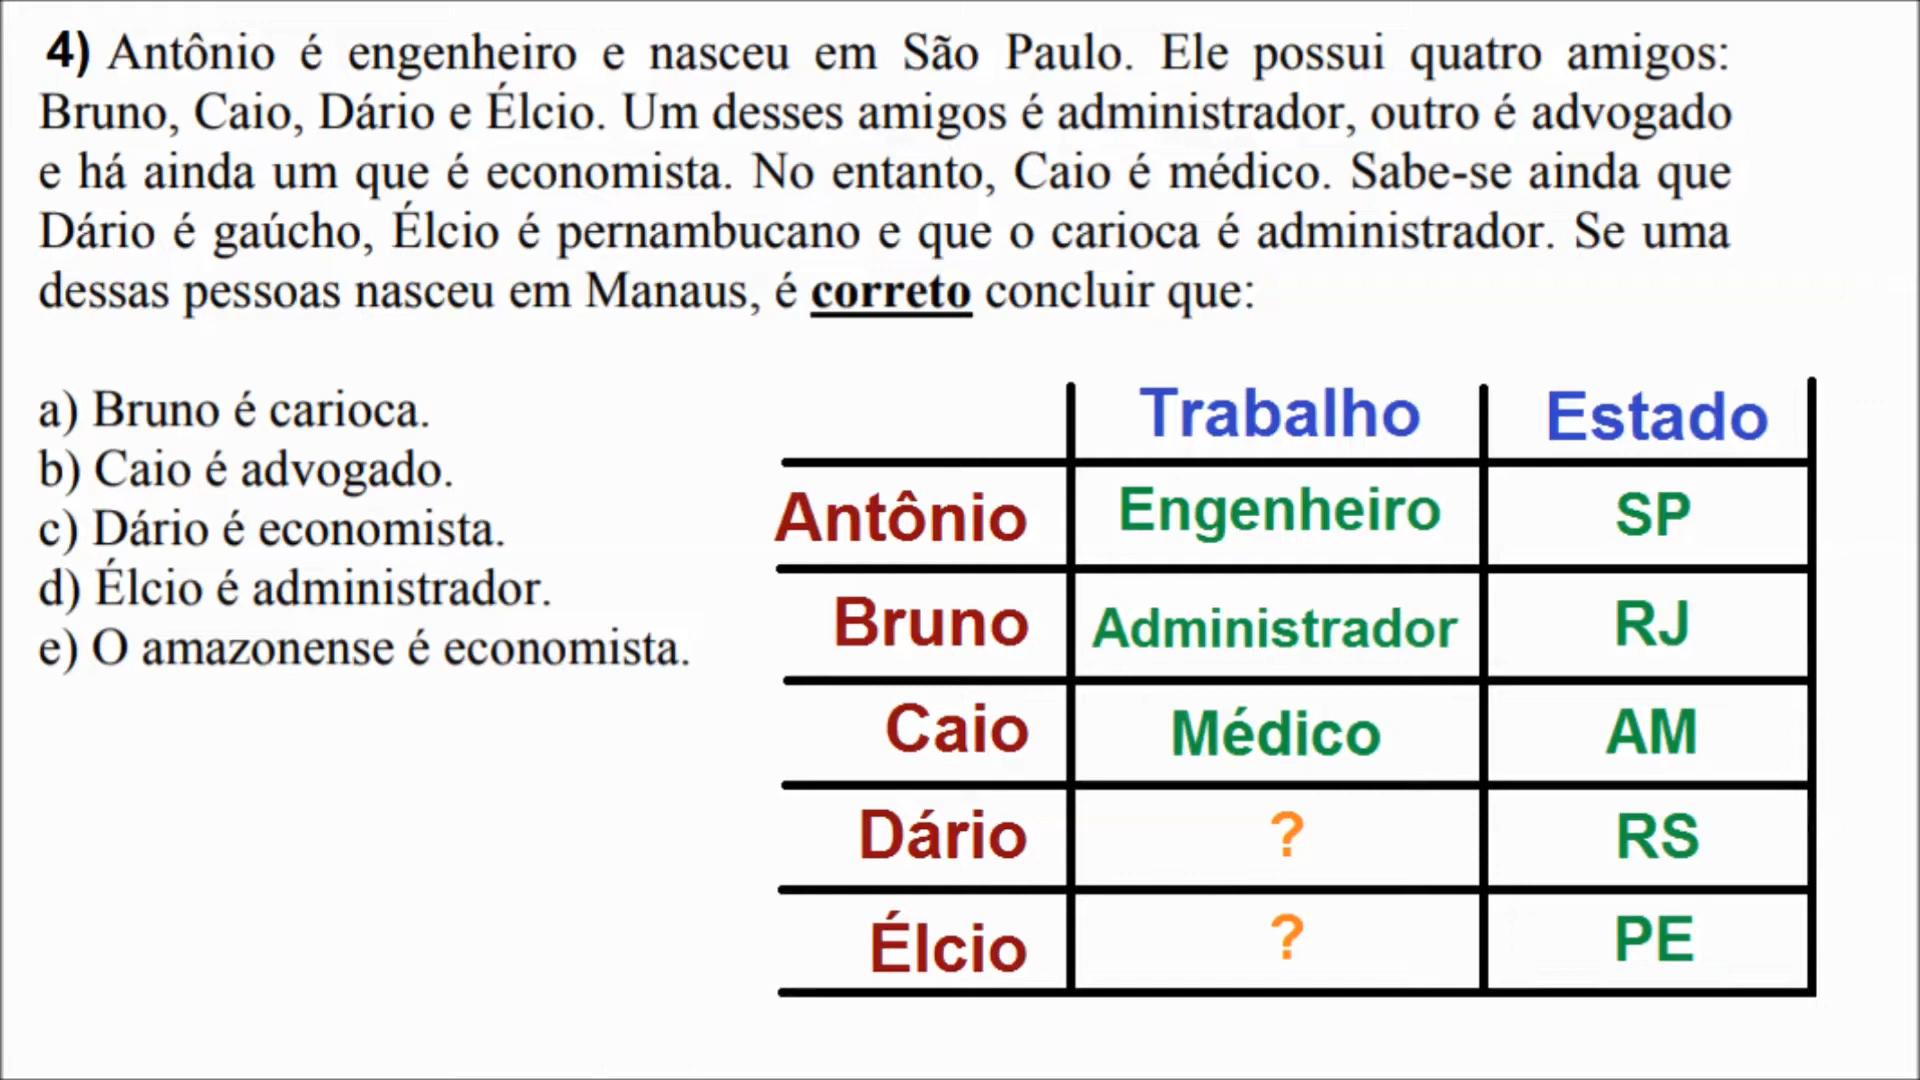 4) Antônio é engenheiro e nasceu em São Paulo. Ele possui quatro amigos:
Bruno, Caio, Dário e Élcio. Um desses amigos é administrador, outro é advogado
e há ainda um que é economista. No entanto, Caio é médico. Sabe-se ainda que
Dário é gaúcho, Élcio é pernambucano e que o carioca é administrador. Se uma
dessas pessoas nasceu em Manaus, é correto concluir que:
a) Bruno é carioca.
b) Caio é advogado.
c) Dário é economista.
d) Élcio é administrador.
e) O amazonense é economista.
Trabalho Estado
Antônio Engenheiro SP
Bruno Administrador RJ
Caio Médico AM
Dário ? RS
Élcio ? PE